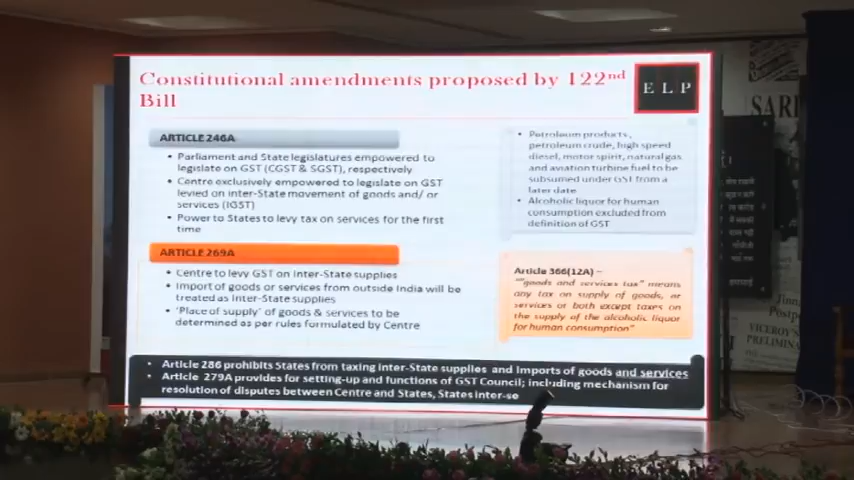 Constitutional amendments proposed by 122nd
Bill
E L P
ARTICLE 246A
• Parliament and State legislatures empowered to
legislate on GST (CGST & SGST), respectively
• Centre exclusively empowered to legislate on GST
levied on inter-State movement of goods and/ or
services (IGST)
• Power to States to levy tax on services for the first
time
• Petroleum products,
petroleum crude, high speed
diesel, motor spirit, natural gas
and aviation turbine fuel to be
subsumed under GST from a
later date
• Alcoholic liquor for human
consumption excluded from
definition of GST
ARTICLE 269A
• Centre to levy GST on Inter-State supplies
• Import of goods or services from outside India will be
treated as Inter-State supplies
• 'Place of supply' of goods & services to be
determined as per rules formulated by Centre
Article 366(12A) –
"goods and services tax" means
any tax on supply of goods, or
services or both except taxes on
the supply of the alcoholic liquor
for human consumption"
• Article 286 prohibits States from taxing inter-State supplies and imports of goods and services
• Article 279A provides for setting-up and functions of GST Council; including mechanism for
resolution of disputes between Centre and States, States inter-se
VICEROY'S